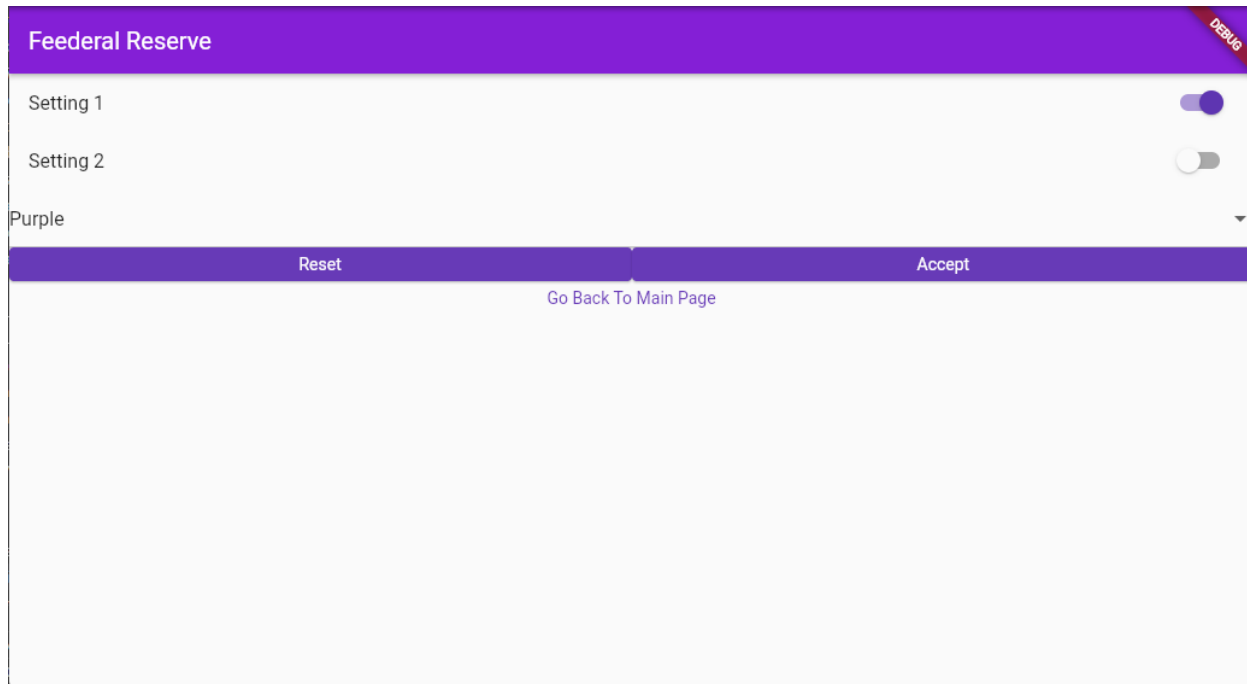 Feederal Reserve
DEBUG
Setting 1
Setting 2
Purple
Reset Accept
Go Back To Main Page